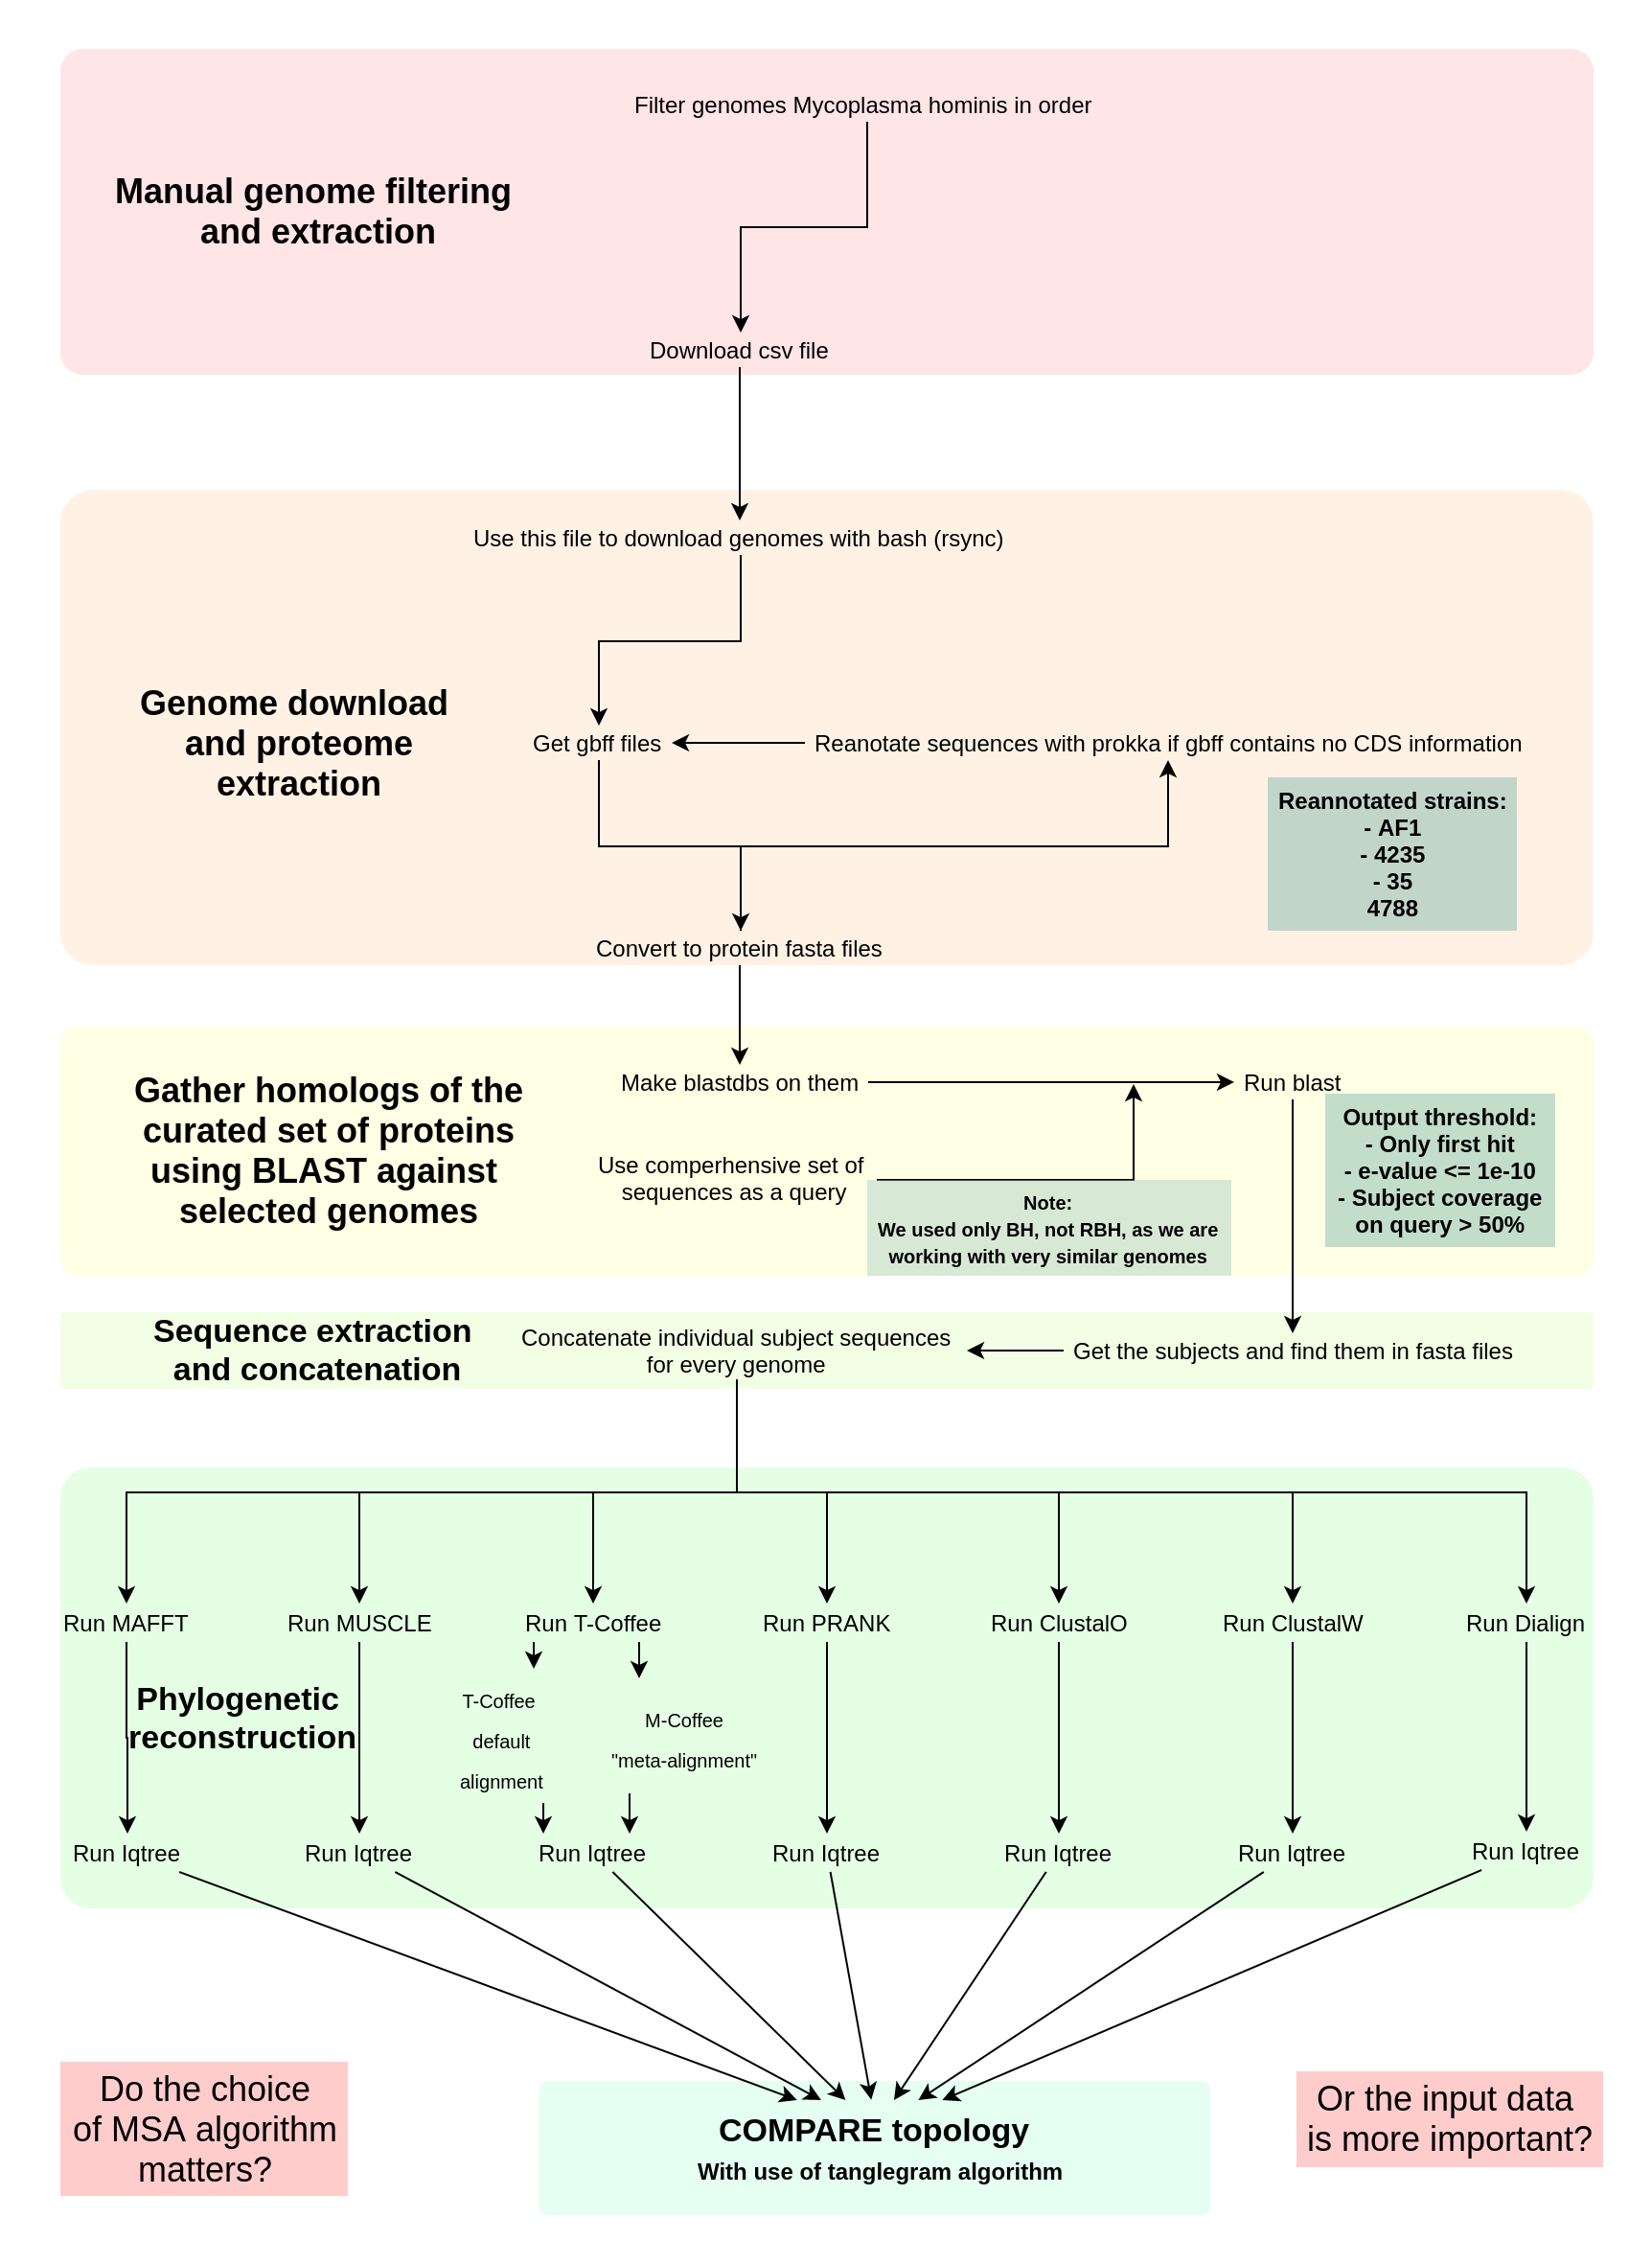 Filter genomes Mycoplasma hominis in order
Manual genome filtering
and extraction
Download csv file
Use this file to download genomes with bash (rsync)
Genome download
and proteome
extraction
Get gbff files
Reanotate sequences with prokka if gbff contains no CDS information
Reannotated strains:
- AF1
- 4235
- 35
4788
Convert to protein fasta files
Gather homologs of the
curated set of proteins
using BLAST against
selected genomes
Make blastdbs on them
Run blast
Output threshold:
- Only first hit
- e-value <= 1e-10
- Subject coverage
on query > 50%
Use comperhensive set of
sequences as a query
Note:
We used only BH, not RBH, as we are
working with very similar genomes
Sequence extraction
and concatenation
Concatenate individual subject sequences
for every genome
Get the subjects and find them in fasta files
Run MAFFT
Run MUSCLE
Run T-Coffee
Run PRANK
Run ClustalO
Run ClustalW
Run Dialign
Phylogenetic
reconstruction
T-Coffee
default
alignment
M-Coffee
"meta-alignment"
Run Iqtree
Run Iqtree
Run Iqtree
Run Iqtree
Run Iqtree
Run Iqtree
Run Iqtree
Do the choice
of MSA algorithm
matters?
COMPARE topology
With use of tanglegram algorithm
Or the input data
is more important?